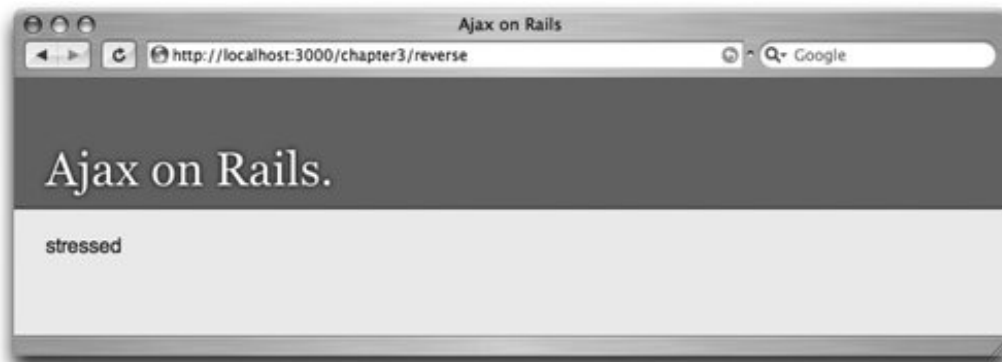 Ajax on Rails
http://localhost:3000/chapter3/reverse
Google
Ajax on Rails.
stressed